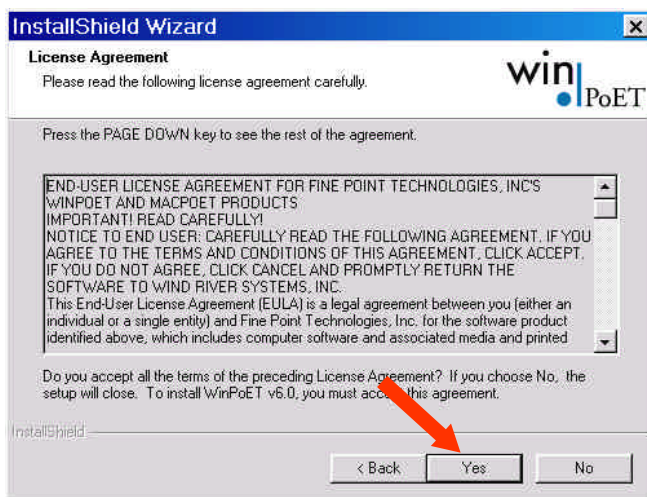 InstallShield Wizard
License Agreement
Please read the following license agreement carefully.
win
PoET
Press the PAGE DOWN key to see the rest of the agreement.
END-USER LICENSE AGREEMENT FOR FINE POINT TECHNOLOGIES, INC'S
WINPOET AND MACPOET PRODUCTS
IMPORTANT! READ CAREFULLY!
NOTICE TO END USER: CAREFULLY READ THE FOLLOWING AGREEMENT. IF YOU
AGREE TO THE TERMS AND CONDITIONS OF THIS AGREEMENT, CLICK ACCEPT.
IF YOU DO NOT AGREE, CLICK CANCEL AND PROMPTLY RETURN THE
SOFTWARE TO WIND RIVER SYSTEMS, INC.
This End-User License Agreement (EULA) is a legal agreement between you (either an
individual or a single entity) and Fine Point Technologies, Inc. for the software product
identified above, which includes computer software and associated media and printed
Do you accept all the terms of the preceding License Agreement? If you choose No, the
setup will close. To install WinPoET v6.0, you must accept this agreement.
InstallShield
< Back
Yes
No